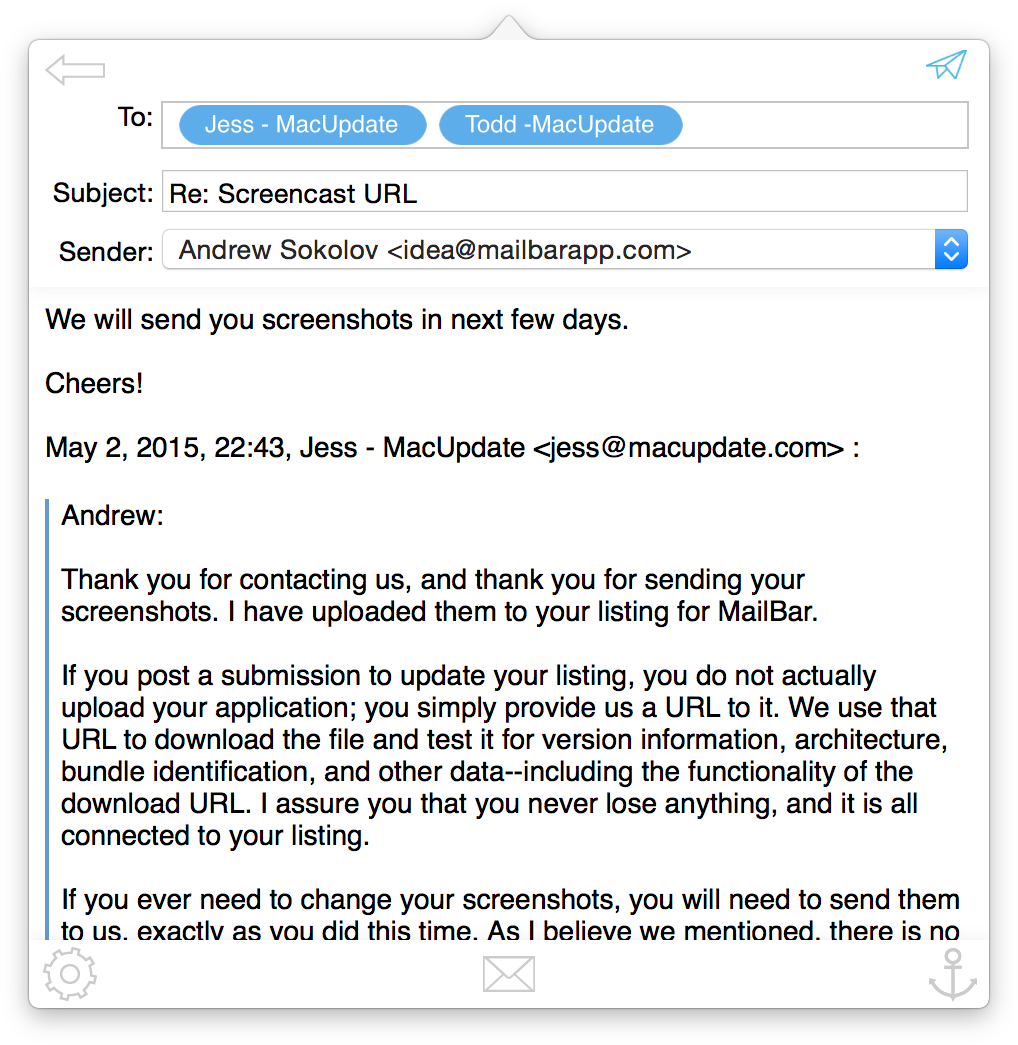 To: Jess - MacUpdate Todd -MacUpdate
Subject: Re: Screencast URL
Sender: Andrew Sokolov <idea@mailbarapp.com>
We will send you screenshots in next few days.
Cheers!
May 2, 2015, 22:43, Jess - MacUpdate <jess@macupdate.com> :
Andrew:
Thank you for contacting us, and thank you for sending your
screenshots. I have uploaded them to your listing for MailBar.
If you post a submission to update your listing, you do not actually
upload your application; you simply provide us a URL to it. We use that
URL to download the file and test it for version information, architecture,
bundle identification, and other data--including the functionality of the
download URL. I assure you that you never lose anything, and it is all
connected to your listing.
If you ever need to change your screenshots, you will need to send them
to us, exactly as you did this time. As I believe we mentioned, there is no